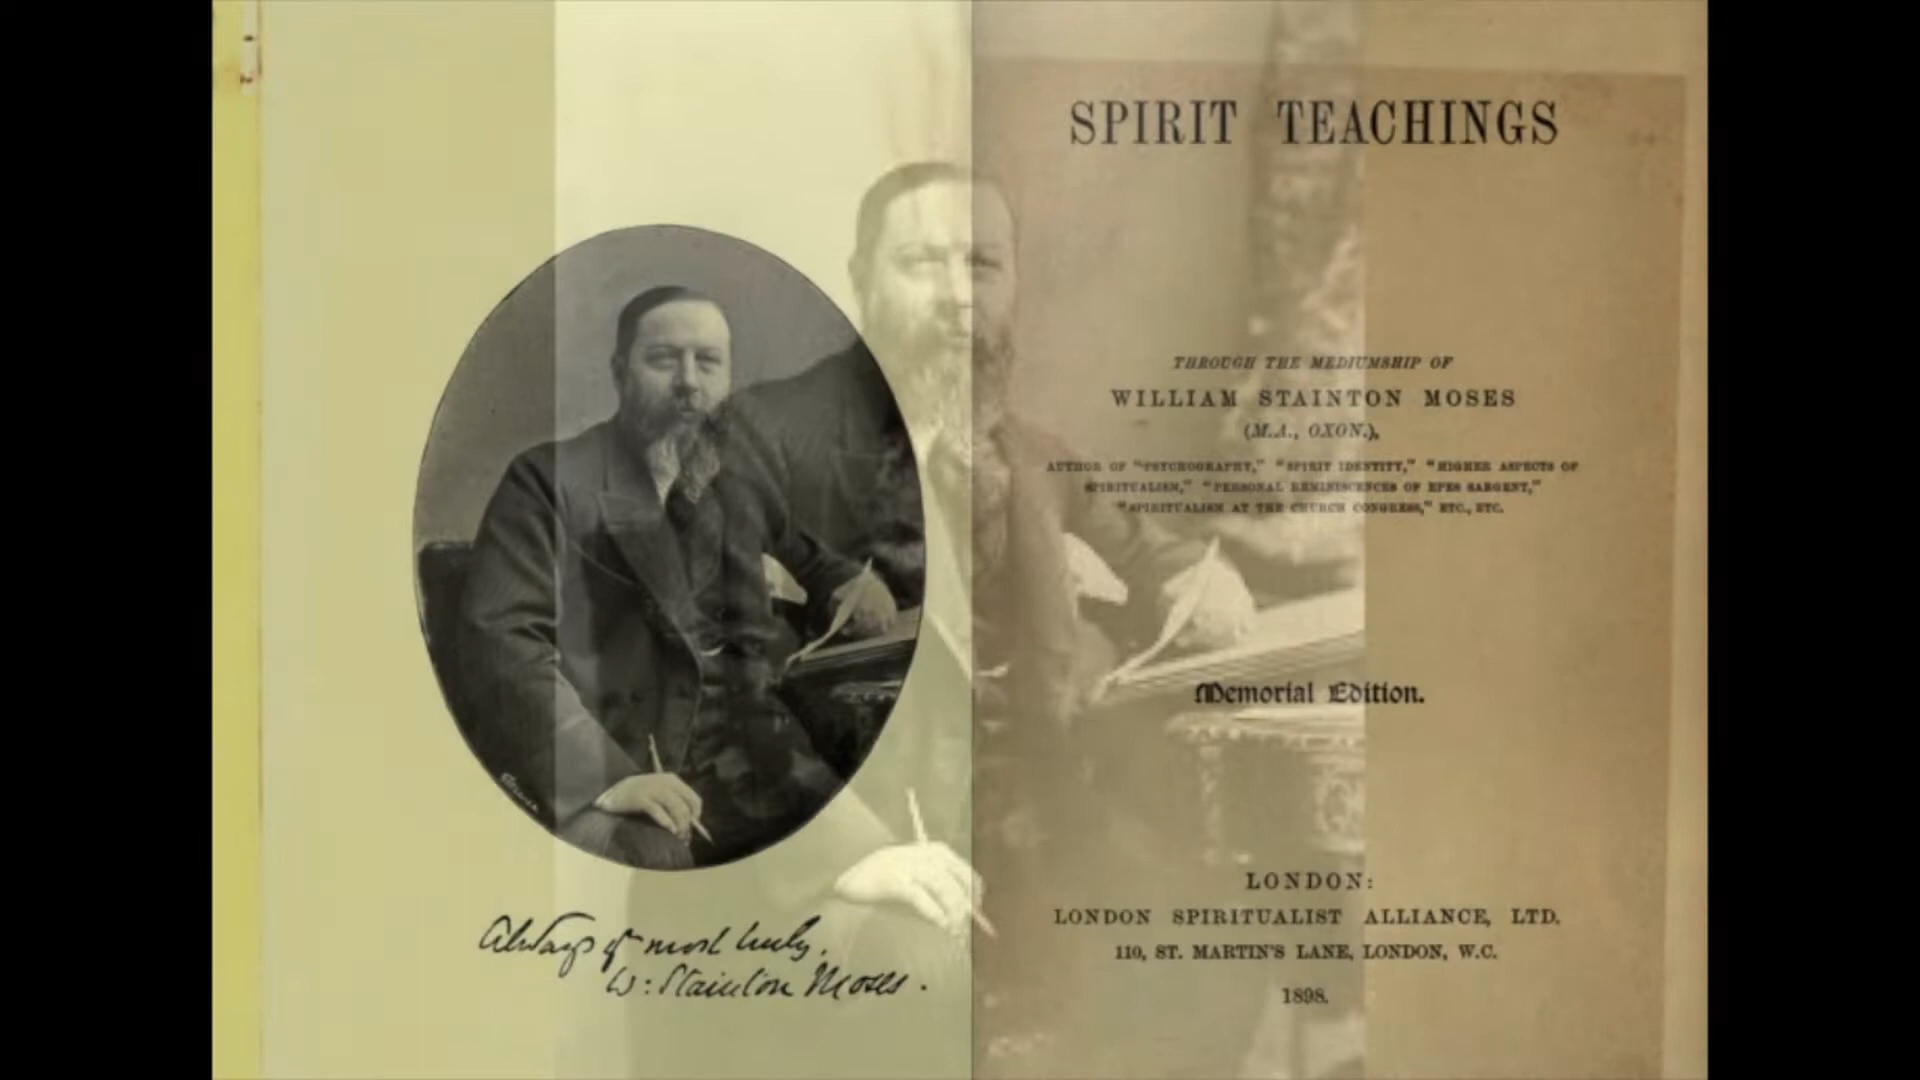 Always yr most truly,
W: Stainton Moses.
SPIRIT TEACHINGS
THROUGH THE MEDIUMSHIP OF
WILLIAM STAINTON MOSES
(M.A., OXON.),
AUTHOR OF "PSYCHOGRAPHY," "SPIRIT IDENTITY," "HIGHER ASPECTS OF
SPIRITUALISM," "PERSONAL REMINISCENCES OF EPES SARGENT,"
"SPIRITUALISM AT THE CHURCH CONGRESS," ETC., ETC.
Memorial Edition.
LONDON:
LONDON SPIRITUALIST ALLIANCE, LTD.
110, ST. MARTIN'S LANE, LONDON, W.C.
1898.